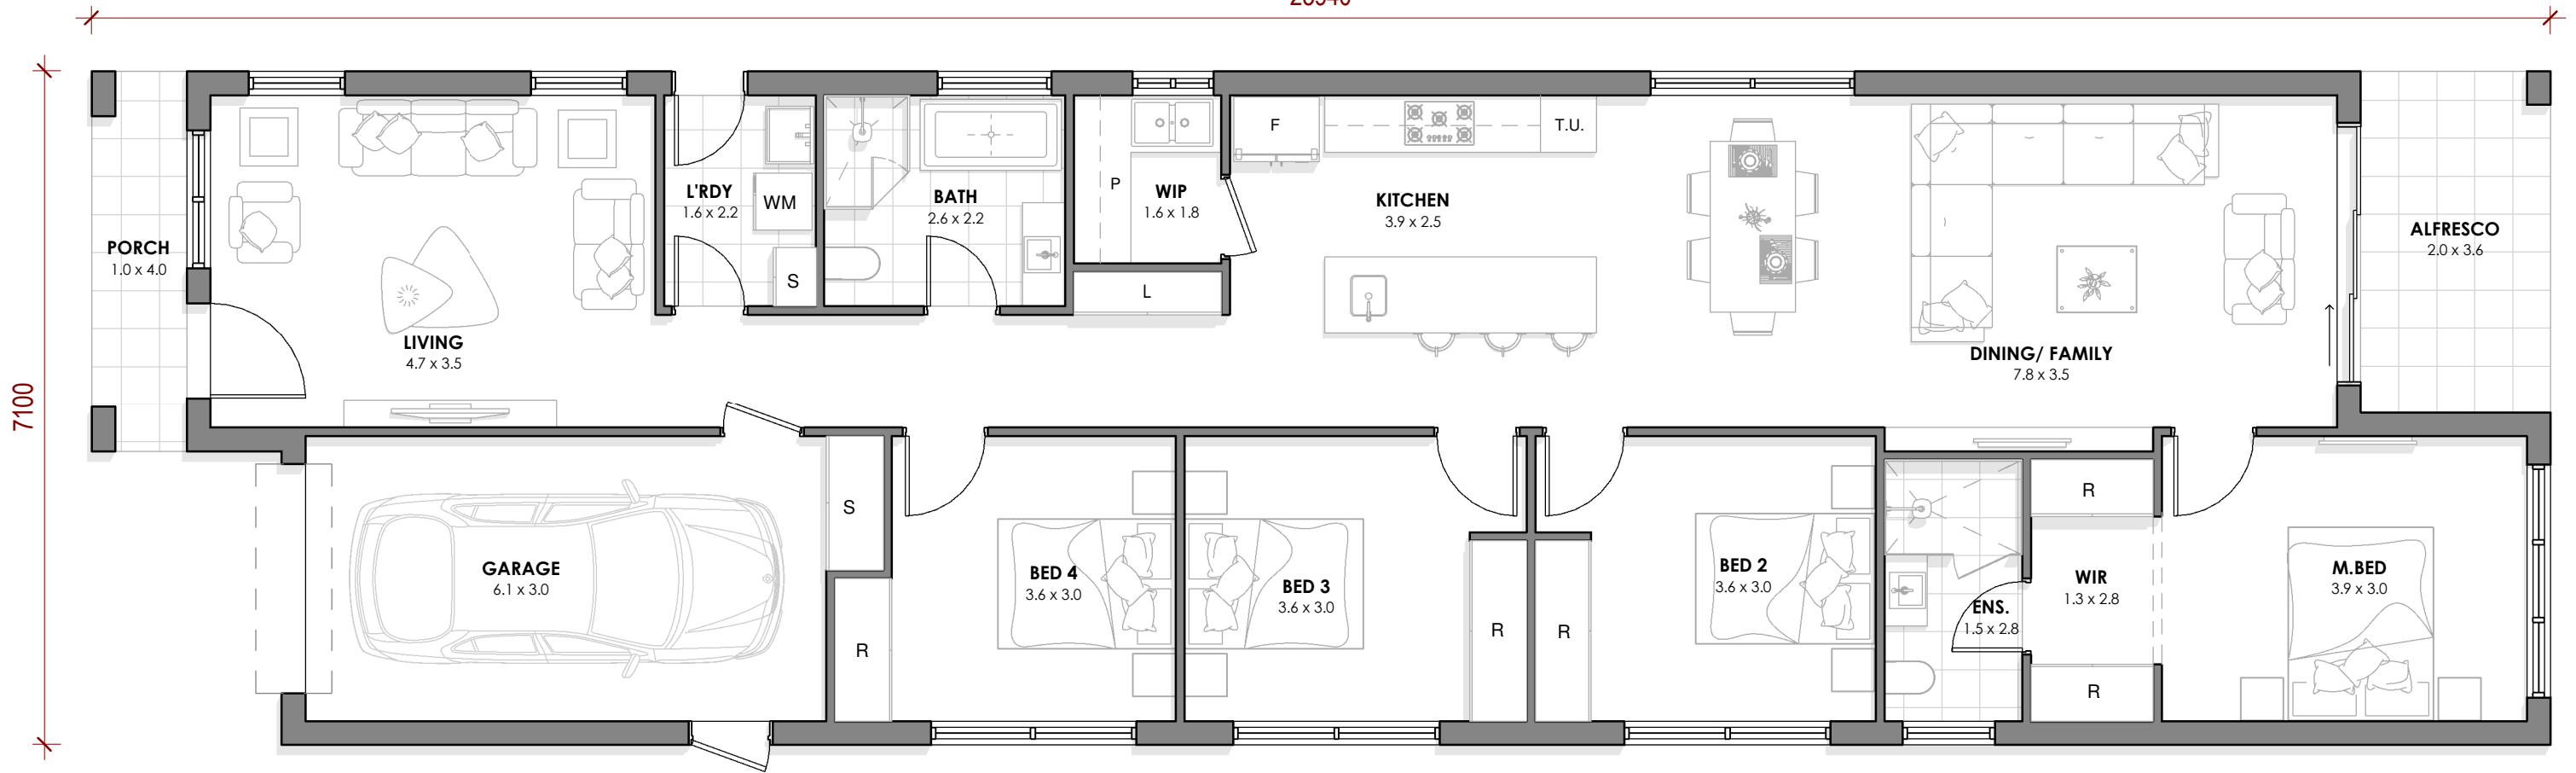 25940
7100
PORCH
1.0 x 4.0
LIVING
4.7 x 3.5
L'RDY
1.6 x 2.2
WM
S
BATH
2.6 x 2.2
P
WIP
1.6 x 1.8
L
F
T.U.
KITCHEN
3.9 x 2.5
DINING/ FAMILY
7.8 x 3.5
ALFRESCO
2.0 x 3.6
GARAGE
6.1 x 3.0
S
R
BED 4
3.6 x 3.0
BED 3
3.6 x 3.0
R
R
BED 2
3.6 x 3.0
ENS.
1.5 x 2.8
R
WIR
1.3 x 2.8
R
M.BED
3.9 x 3.0